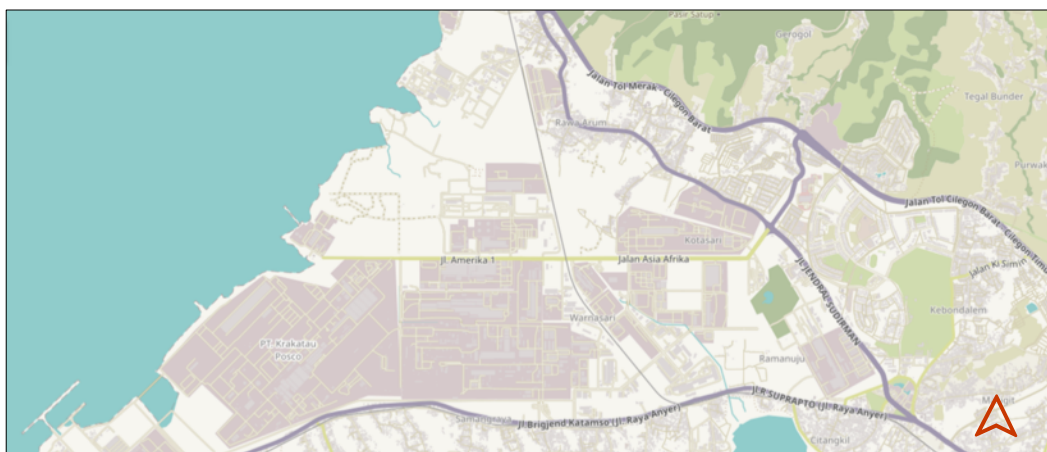 Pasir Salup
Gerogol
Jalan Tol Merak - Cilegon Barat
Tegal Bunder
Rawa Arum
Purwak
Jalan Tol Cilegon Barat - Cilegon Timu
Kotasari
Jl. Amerika 1
Jalan Asia Afrika
Jalan Ki Simin
JL JENDRAL SUDIRMAN
Kebondalem
Warnasari
PT. Krakatau
Posco
Ramanuju
Jl R SUPRAPTO (Jl. Raya Anyer)
Samangraya
Jl Brigjend Katamso (Jl. Raya Anyer)
Citangkil